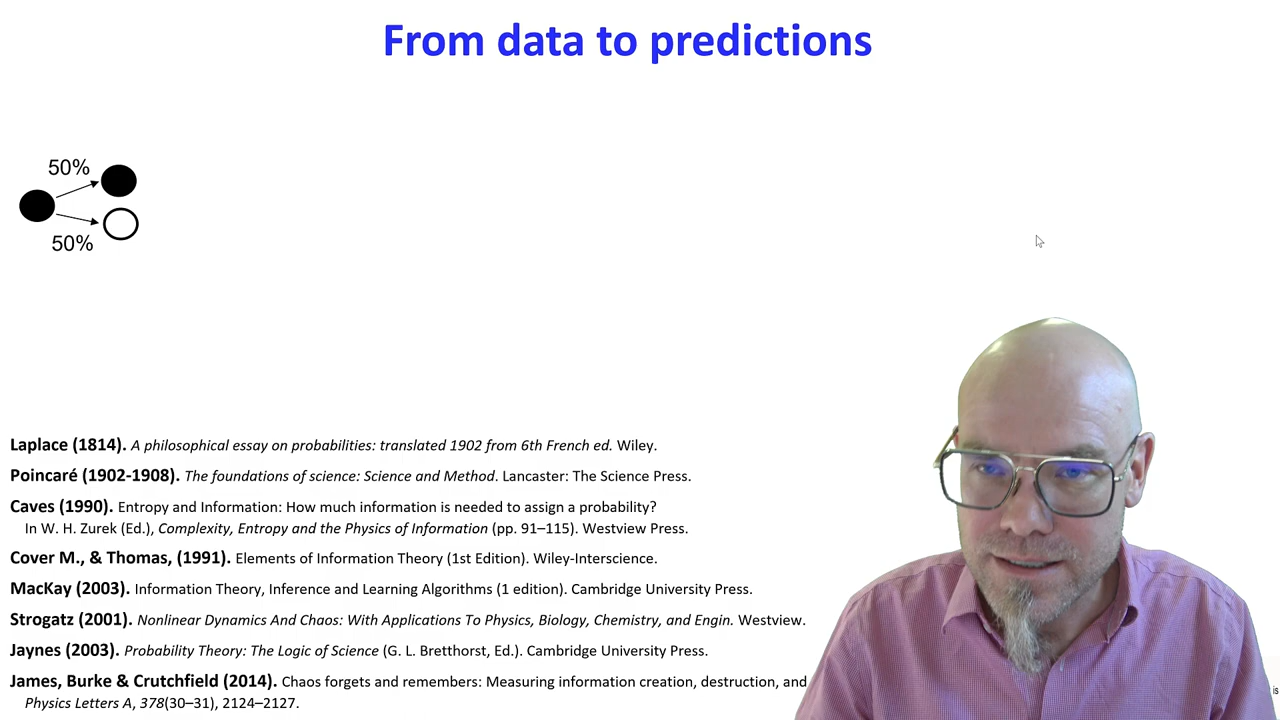 From data to predictions
50%
50%
Laplace (1814). A philosophical essay on probabilities: translated 1902 from 6th French ed. Wiley.
Poincaré (1902-1908). The foundations of science: Science and Method. Lancaster: The Science Press.
Caves (1990). Entropy and Information: How much information is needed to assign a probability?
In W. H. Zurek (Ed.), Complexity, Entropy and the Physics of Information (pp. 91–115). Westview Press.
Cover M., & Thomas, (1991). Elements of Information Theory (1st Edition). Wiley-Interscience.
MacKay (2003). Information Theory, Inference and Learning Algorithms (1 edition). Cambridge University Press.
Strogatz (2001). Nonlinear Dynamics And Chaos: With Applications To Physics, Biology, Chemistry, and Engin. Westview.
Jaynes (2003). Probability Theory: The Logic of Science (G. L. Bretthorst, Ed.). Cambridge University Press.
James, Burke & Crutchfield (2014). Chaos forgets and remembers: Measuring information creation, destruction, and
is
Physics Letters A, 378(30–31), 2124–2127.